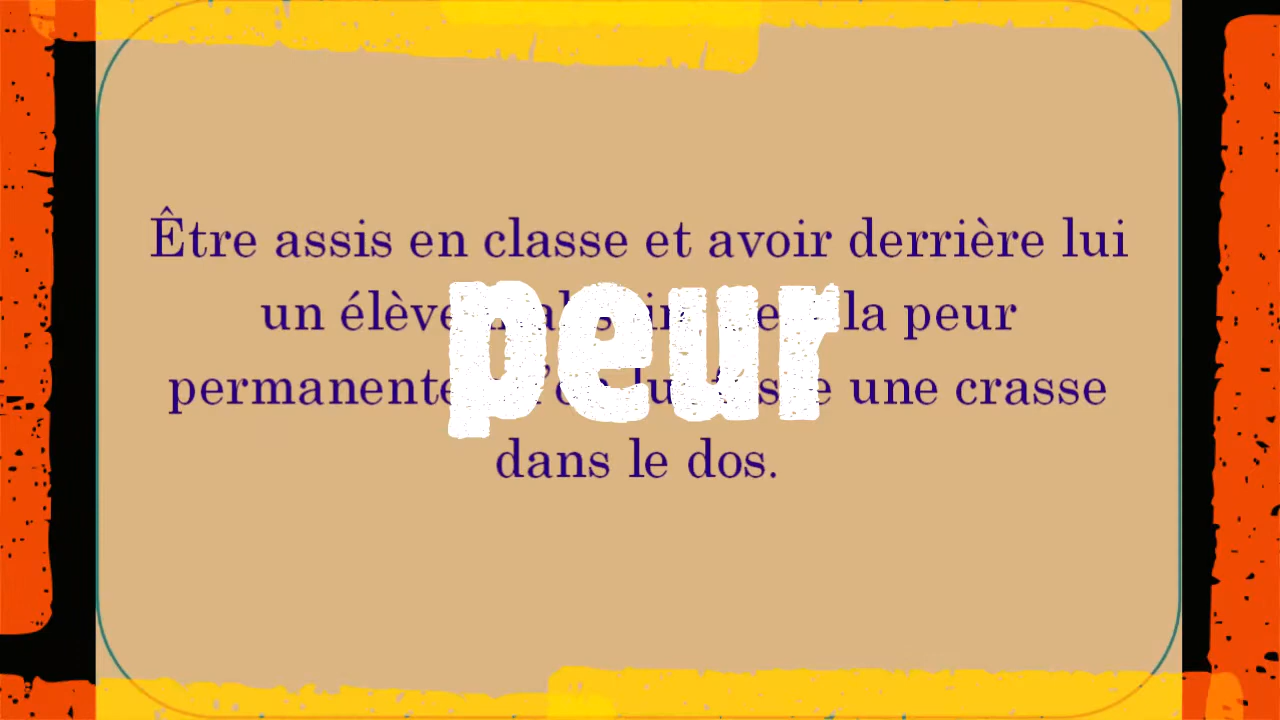 Être assis en classe et avoir derrière lui
un élève la peur
permanente une crasse
dans le dos.
peur